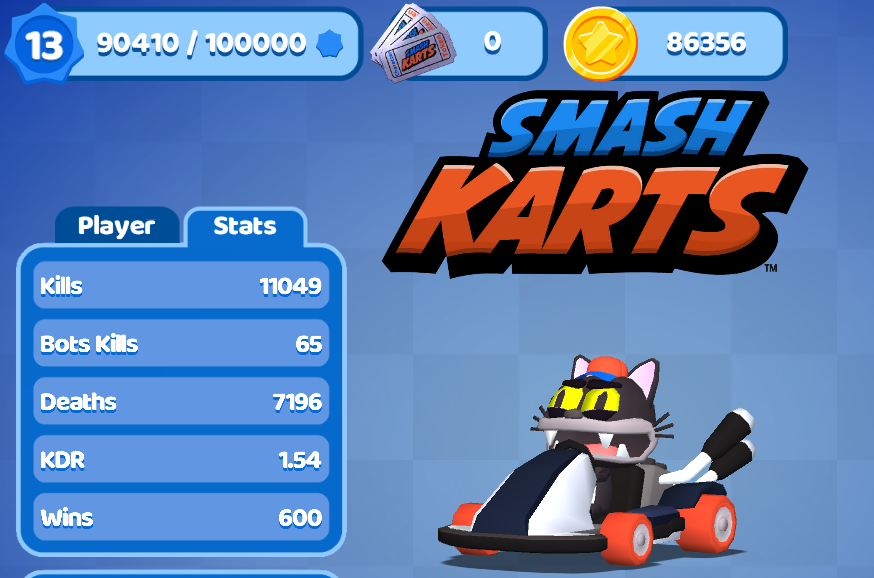 13 90410 / 100000 0 86356
SMASH
KARTS
TM
Player Stats
Kills 11049
Bots Kills 65
Deaths 7196
KDR 1.54
Wins 600